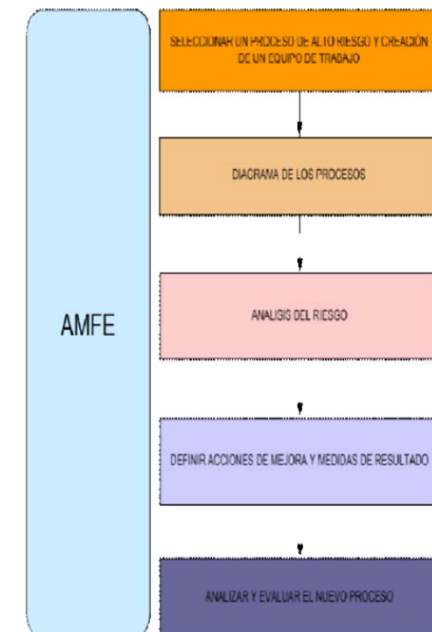 AMFE
SELECCIONAR UN PROCESO DE ALTO RIESGO Y CREACIÓN
DE UN EQUIPO DE TRABAJO
DIAGRAMA DE LOS PROCESOS
ANALISIS DEL RIESGO
DEFINIR ACCIONES DE MEJORA Y MEDIDAS DE RESULTADO
ANALIZAR Y EVALUAR EL NUEVO PROCESO